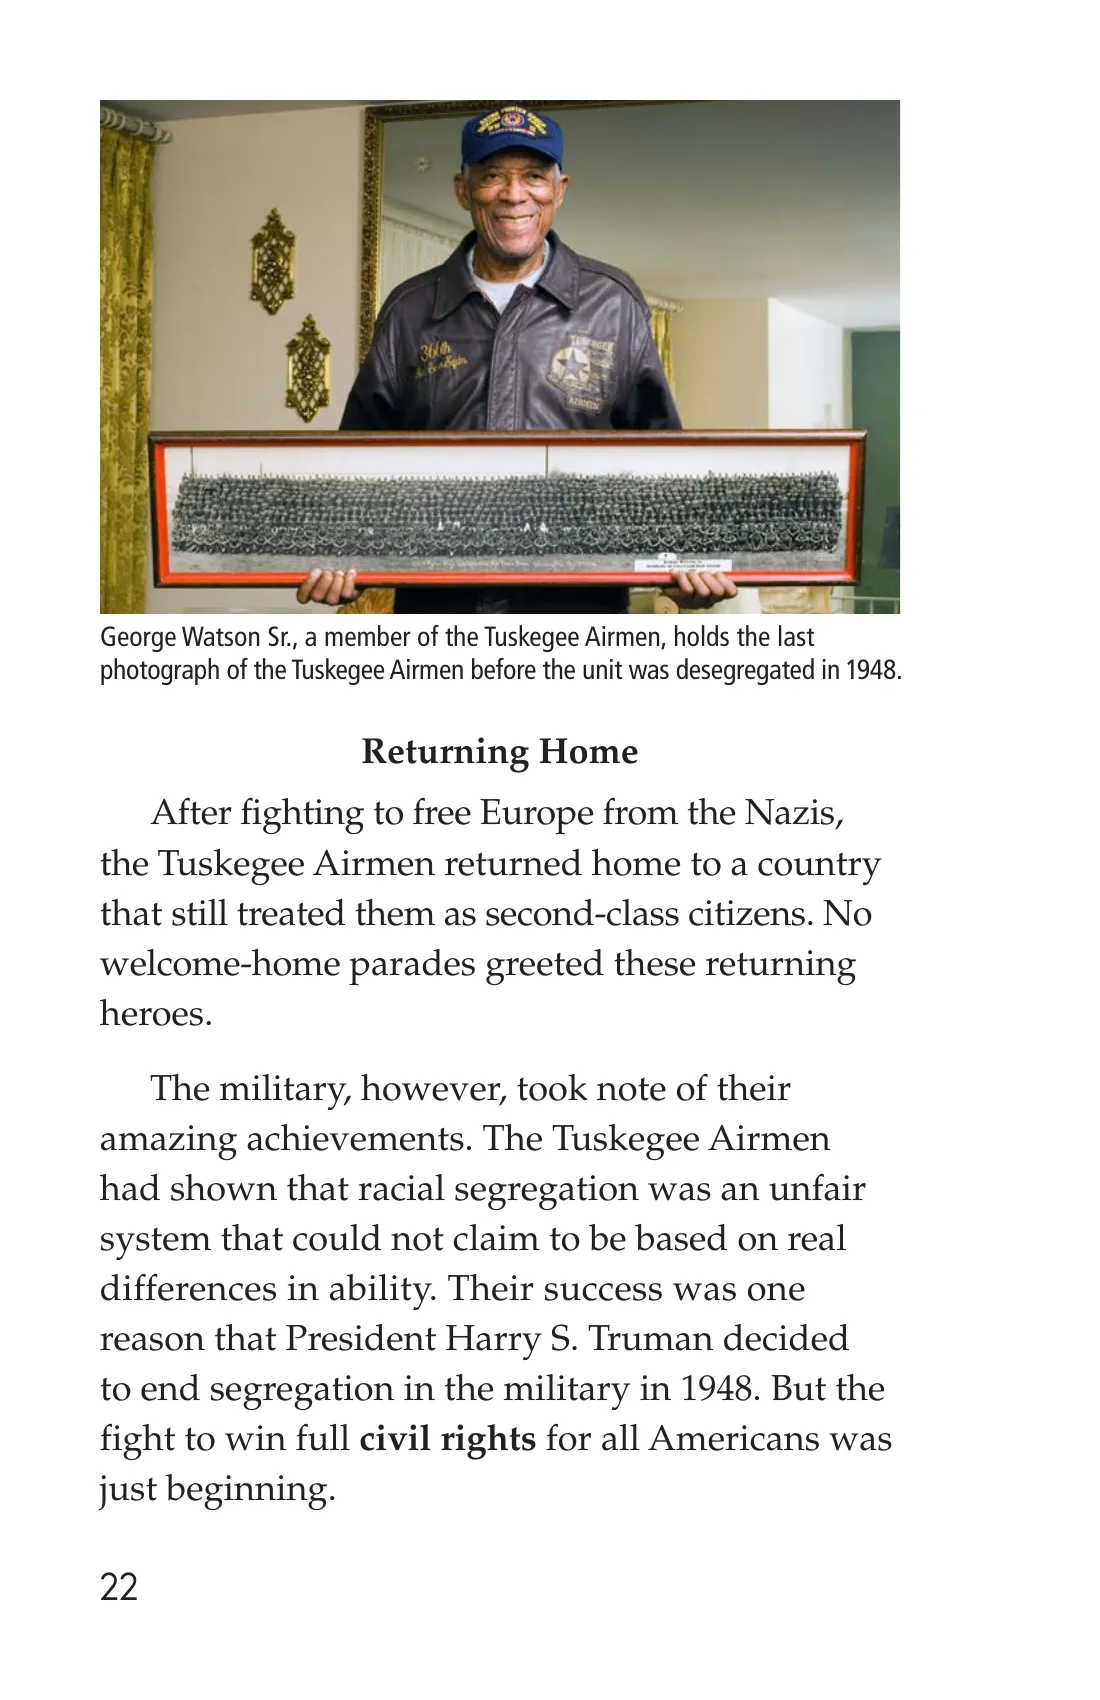 TUSKEGEE
366th
AIRMEN
George Watson Sr., a member of the Tuskegee Airmen, holds the last
photograph of the Tuskegee Airmen before the unit was desegregated in 1948.
Returning Home
After fighting to free Europe from the Nazis,
the Tuskegee Airmen returned home to a country
that still treated them as second-class citizens. No
welcome-home parades greeted these returning
heroes.
The military, however, took note of their
amazing achievements. The Tuskegee Airmen
had shown that racial segregation was an unfair
system that could not claim to be based on real
differences in ability. Their success was one
reason that President Harry S. Truman decided
to end segregation in the military in 1948. But the
fight to win full civil rights for all Americans was
just beginning.
22